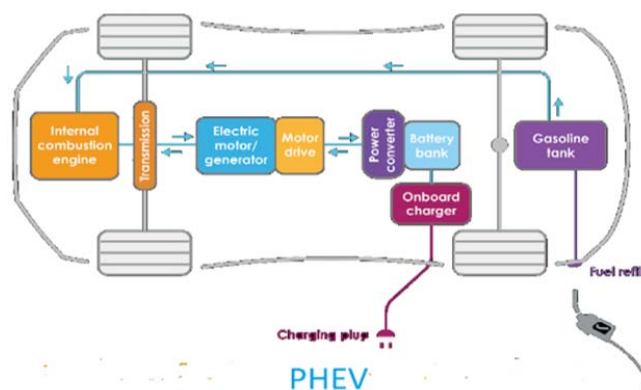 Internal
combustion
engine
Transmission
Electric
motor/
generator
Motor
drive
Power
converter
Battery
bank
Gasoline
tank
Onboard
charger
Fuel refil
Charging plug
PHEV